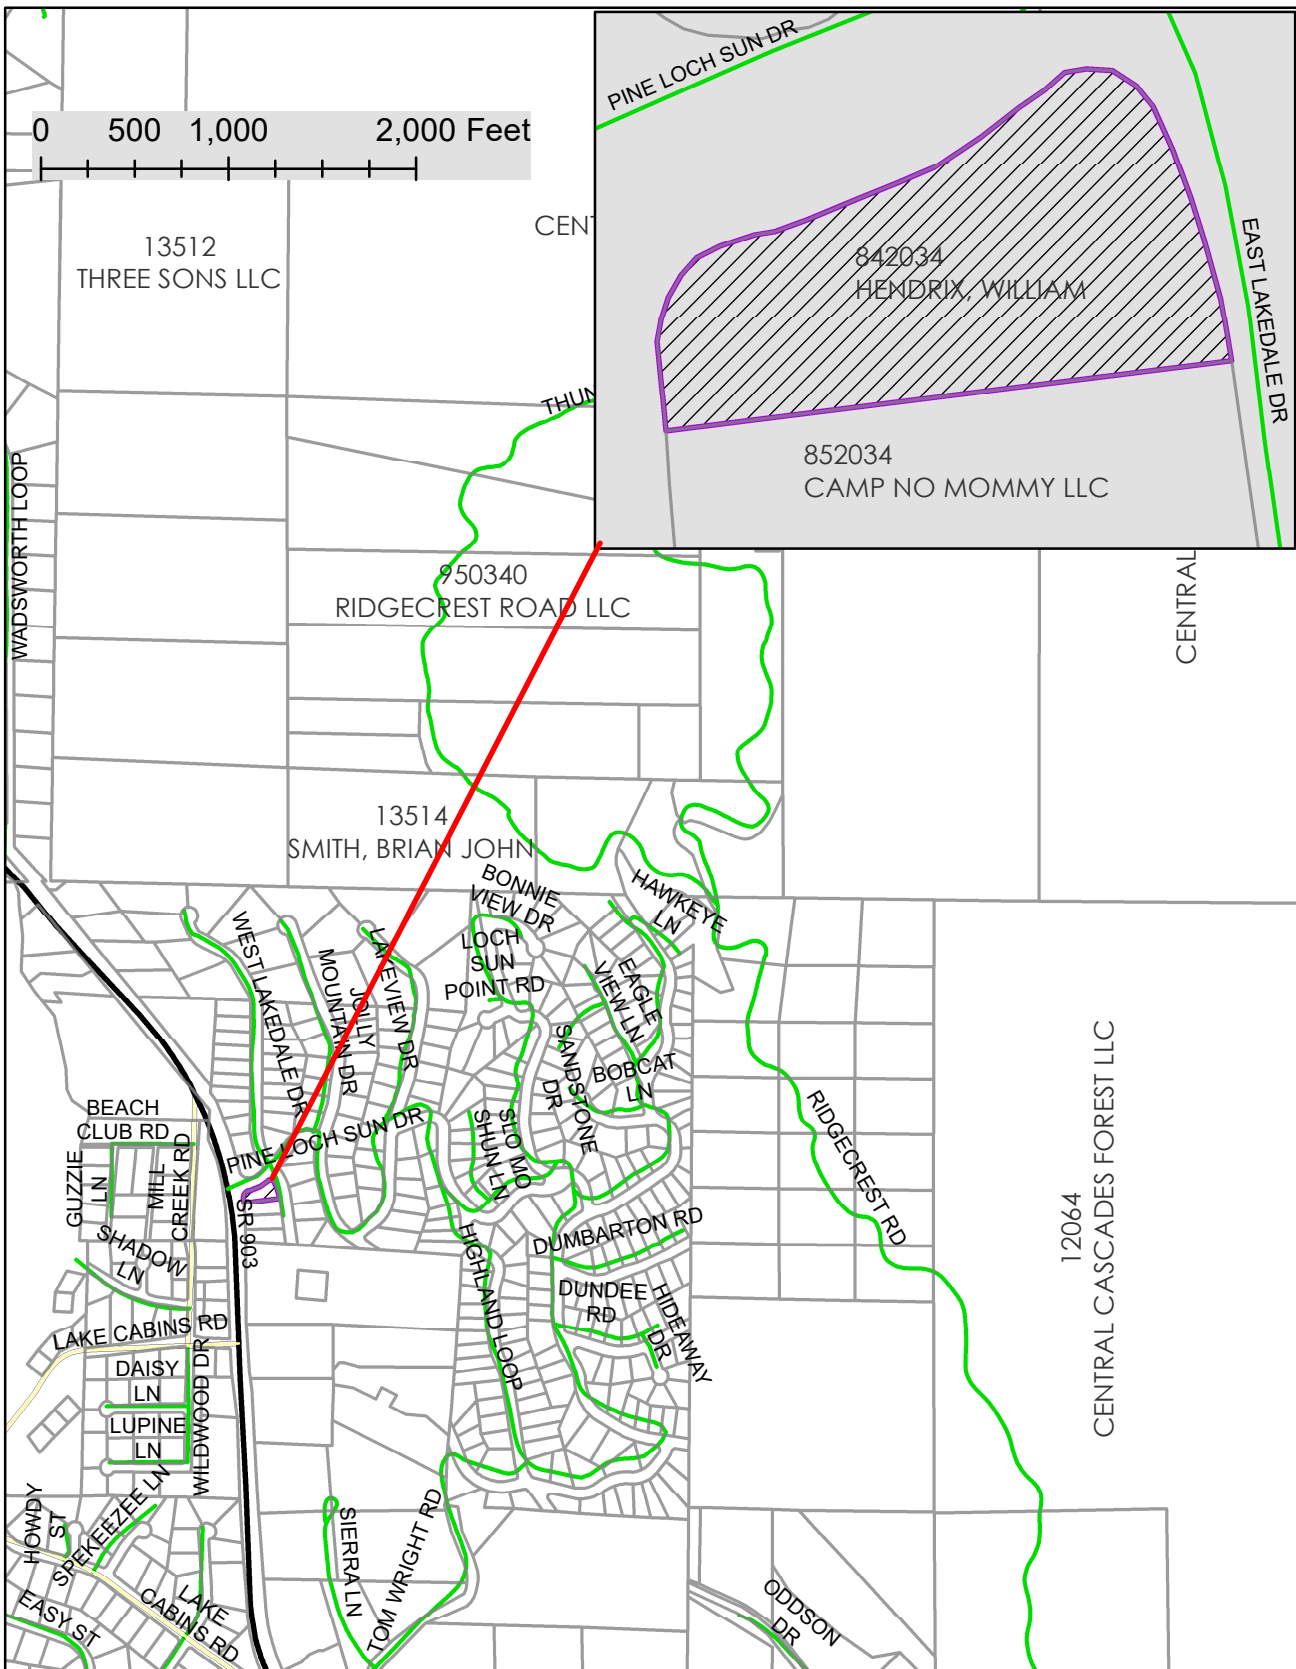 PINE LOCH SUN DR
0 500 1,000 2,000 Feet
13512
THREE SONS LLC
CENT
842034
HENDRIX, WILLIAM
EAST LAKEDALE DR
THUN
852034
CAMP NO MOMMY LLC
WADSWORTH LOOP
950340
RIDGECREST ROAD LLC
CENTRAL
13514
SMITH, BRIAN JOHN
BONNIE
VIEW DR
HAWKEYE
LN
WEST LAKEDALE DR
JOLLY
MOUNTAIN DR
LAKEVIEW DR
LOCH
SUN
POINT RD
EAGLE
VIEW LN
SANDSTONE
DR
BOBCAT
LN
BEACH
CLUB RD
PINE LOCH SUN DR
SLO MO
SHUN LN
RIDGECREST RD
12064
CENTRAL CASCADES FOREST LLC
GUZZIE
LN
MILL
CREEK RD
SR 903
SHADOW
LN
HIGHLAND LOOP
DUMBARTON RD
DUNDEE
RD
HIDEAWAY
DR
LAKE CABINS RD
DAISY
LN
LUPINE
LN
WILDWOOD DR
HOWDY
ST
SPEKEEZEE LN
EASY ST
LAKE
CABINS RD
SIERRA LN
TOM WRIGHT RD
ODDSON
DR